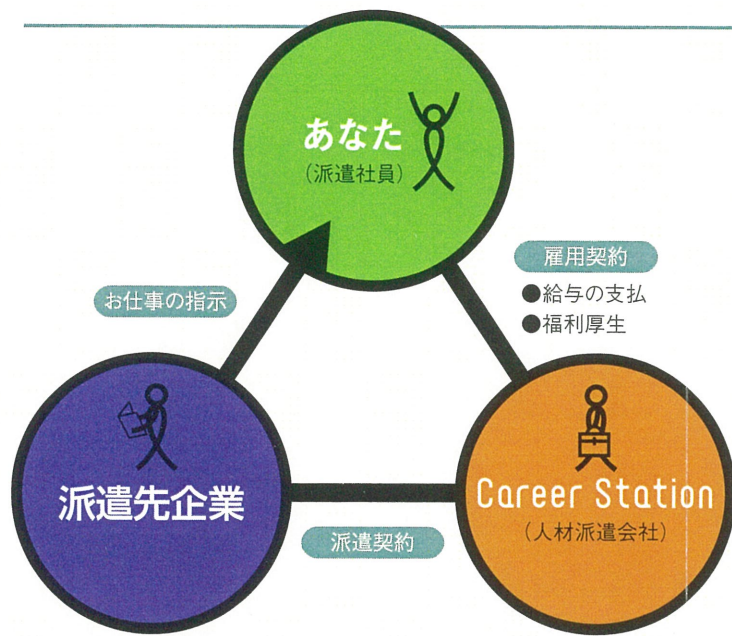 あなた
(派遣社員)
雇用契約
●給与の支払
●福利厚生
お仕事の指示
派遣先企業
Career Station
(人材派遣会社)
派遣契約